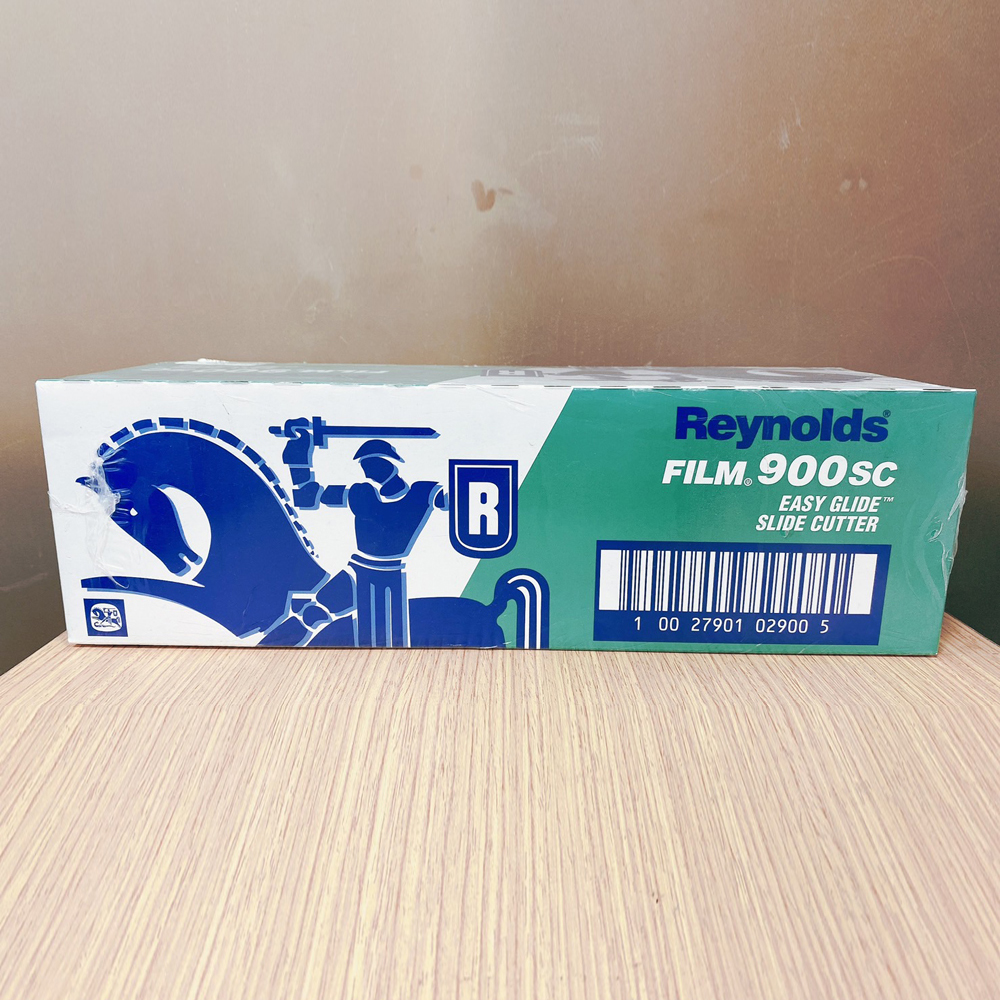 R
Reynolds®
FILM® 900SC
EASY GLIDE™
SLIDE CUTTER
1 00 27901 02900 5